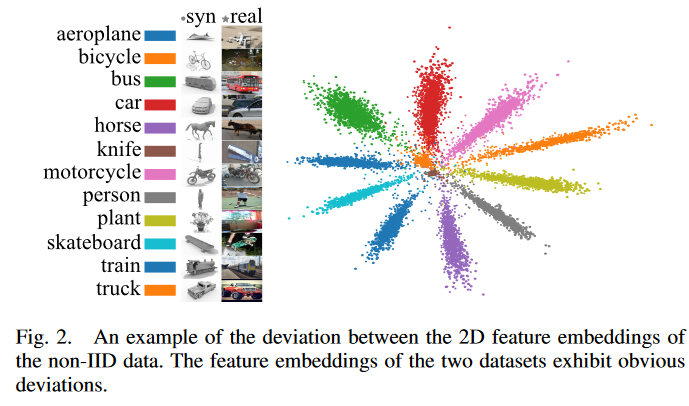 •syn ★real
aeroplane
bicycle
bus
car
horse
knife
motorcycle
person
plant
skateboard
train
truck
Fig. 2. An example of the deviation between the 2D feature embeddings of
the non-IID data. The feature embeddings of the two datasets exhibit obvious
deviations.